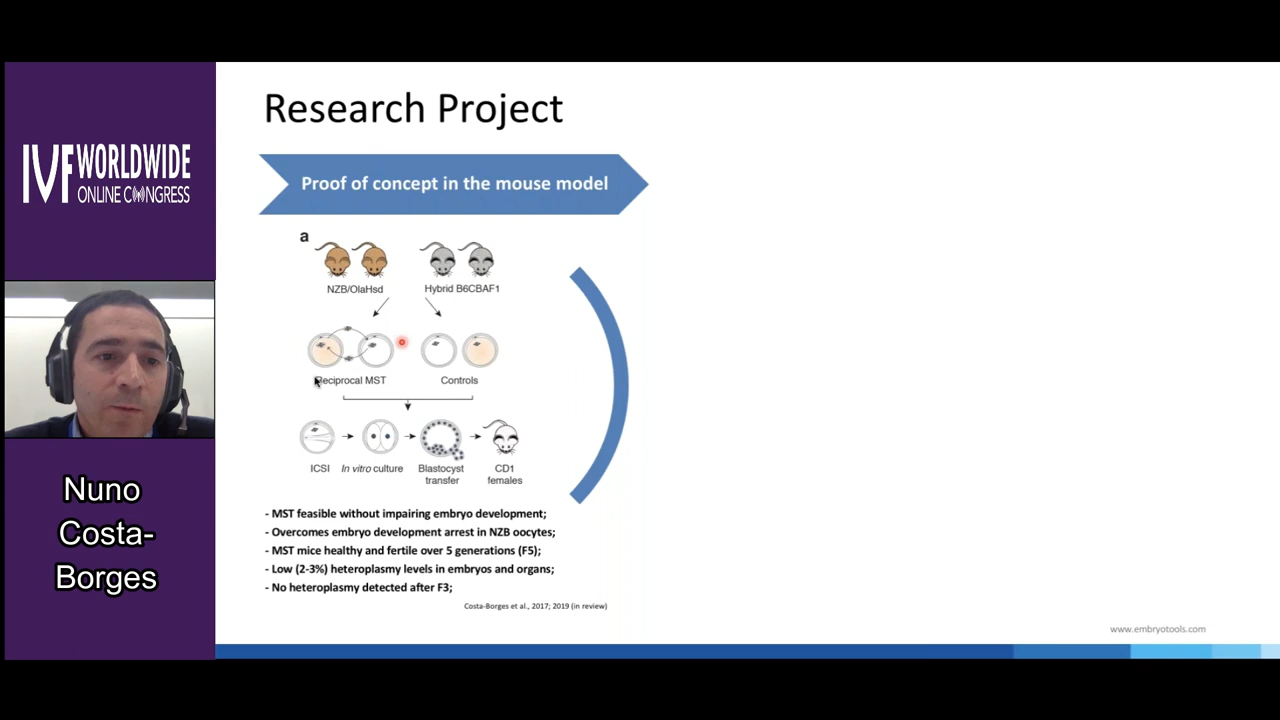 IVF WORLDWIDE
ONLINE CONGRESS
Nuno
Costa-
Borges
Research Project
Proof of concept in the mouse model
a
NZB/OlaHsd
Hybrid B6CBAF1
Reciprocal MST
Controls
ICSI
In vitro culture
Blastocyst
transfer
CD1
females
- MST feasible without impairing embryo development;
- Overcomes embryo development arrest in NZB oocytes;
- MST mice healthy and fertile over 5 generations (F5);
- Low (2-3%) heteroplasmy levels in embryos and organs;
- No heteroplasmy detected after F3;
Costa-Borges et al., 2017; 2019 (in review)
www.embryotools.com